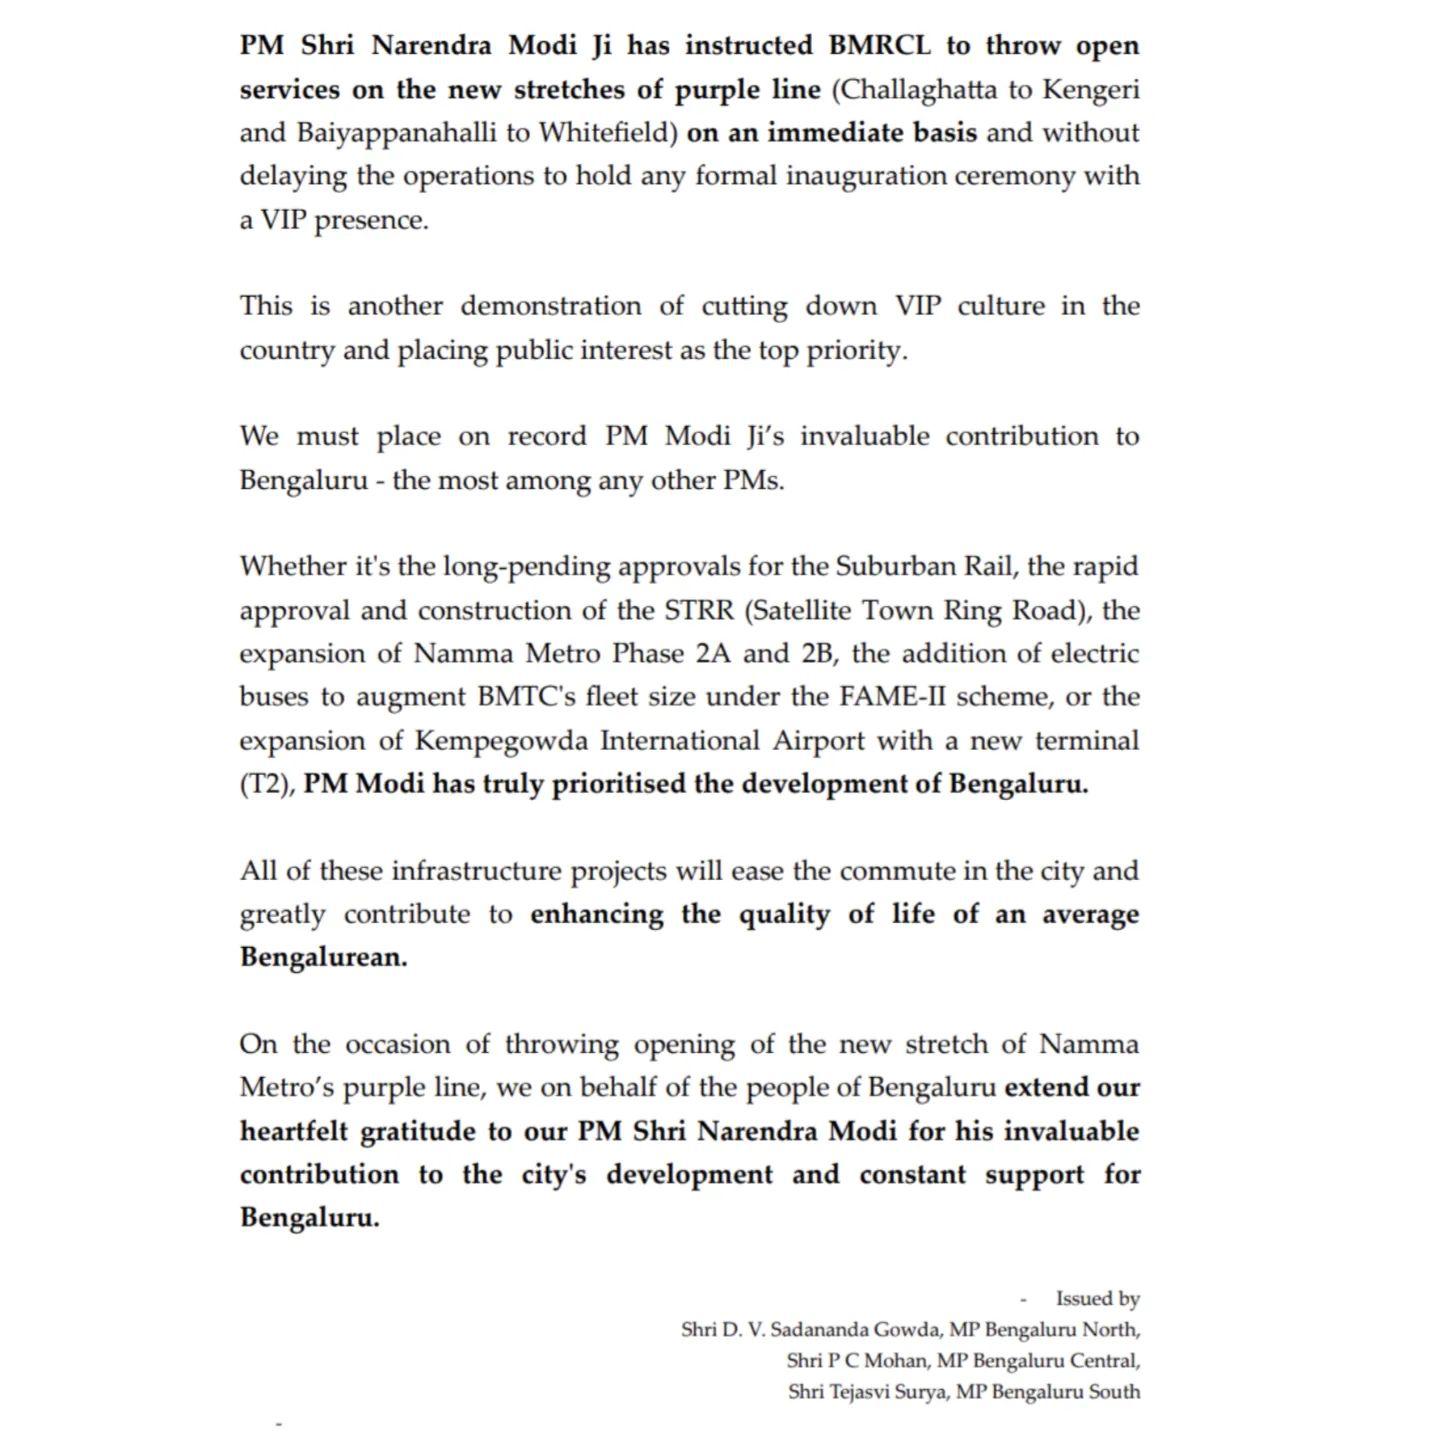 PM Shri Narendra Modi Ji has instructed BMRCL to throw open
services on the new stretches of purple line (Challaghatta to Kengeri
and Baiyappanahalli to Whitefield) on an immediate basis and without
delaying the operations to hold any formal inauguration ceremony with
a VIP presence.
This is another demonstration of cutting down VIP culture in the
country and placing public interest as the top priority.
We must place on record PM Modi Ji’s invaluable contribution to
Bengaluru - the most among any other PMs.
Whether it's the long-pending approvals for the Suburban Rail, the rapid
approval and construction of the STRR (Satellite Town Ring Road), the
expansion of Namma Metro Phase 2A and 2B, the addition of electric
buses to augment BMTC's fleet size under the FAME-II scheme, or the
expansion of Kempegowda International Airport with a new terminal
(T2), PM Modi has truly prioritised the development of Bengaluru.
All of these infrastructure projects will ease the commute in the city and
greatly contribute to enhancing the quality of life of an average
Bengalurean.
On the occasion of throwing opening of the new stretch of Namma
Metro’s purple line, we on behalf of the people of Bengaluru extend our
heartfelt gratitude to our PM Shri Narendra Modi for his invaluable
contribution to the city's development and constant support for
Bengaluru.
- Issued by
Shri D. V. Sadananda Gowda, MP Bengaluru North,
Shri P C Mohan, MP Bengaluru Central,
Shri Tejasvi Surya, MP Bengaluru South
-